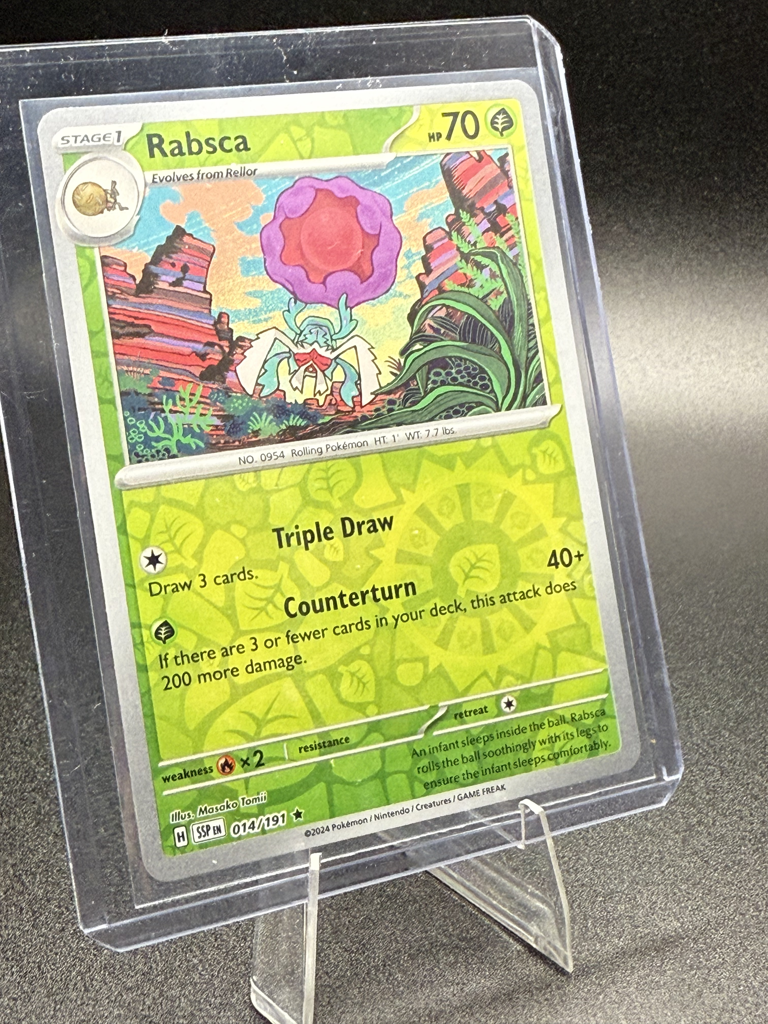 STAGE 1 Rabsca HP 70
Evolves from Rellor
NO. 0954 Rolling Pokémon HT: 1' WT: 7.7 lbs.
Triple Draw
Draw 3 cards.
Counterturn 40+
If there are 3 or fewer cards in your deck, this attack does
200 more damage.
weakness ×2 resistance retreat
An infant sleeps inside the ball. Rabsca
rolls the ball soothingly with its legs to
ensure the infant sleeps comfortably.
Illus. Masako Tomii
H SSP EN 014/191 ★
©2024 Pokémon / Nintendo / Creatures / GAME FREAK